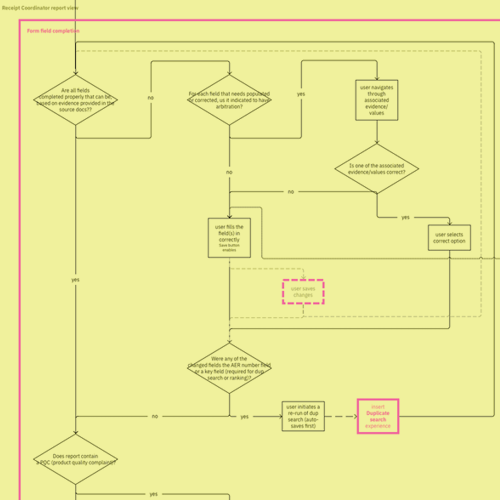 Receipt Coordinator report view
Form field completion
Are all fields
completed properly that can be,
based on evidence provided in the
source docs??
no
For each field that needs populated
or corrected, us it indicated to have
arbitration?
yes
user navigates
through
associated
evidence/
values
Is one of the associated
evidence/values correct?
no
no
yes
user fills the
field(s) in
correctly
user selects
correct option
yes
user saves
changes
Were any of the
changed fields the AER number field
or a key field (required for dup
search or ranking)?
no
yes
user initiates a
re-run of dup
search (auto-
saves first)
insert
Duplicate
search
experience
Does report contain
a PQC (product quality complaint)?
yes